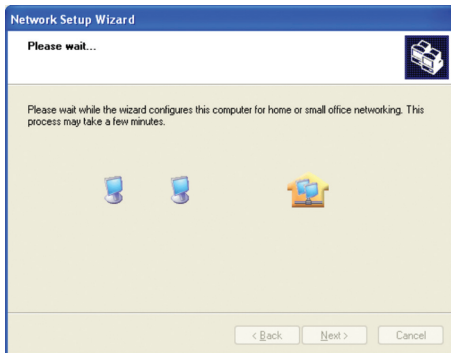 Network Setup Wizard
Please wait...
Please wait while the wizard configures this computer for home or small office networking. This
process may take a few minutes.
< Back
Next >
Cancel